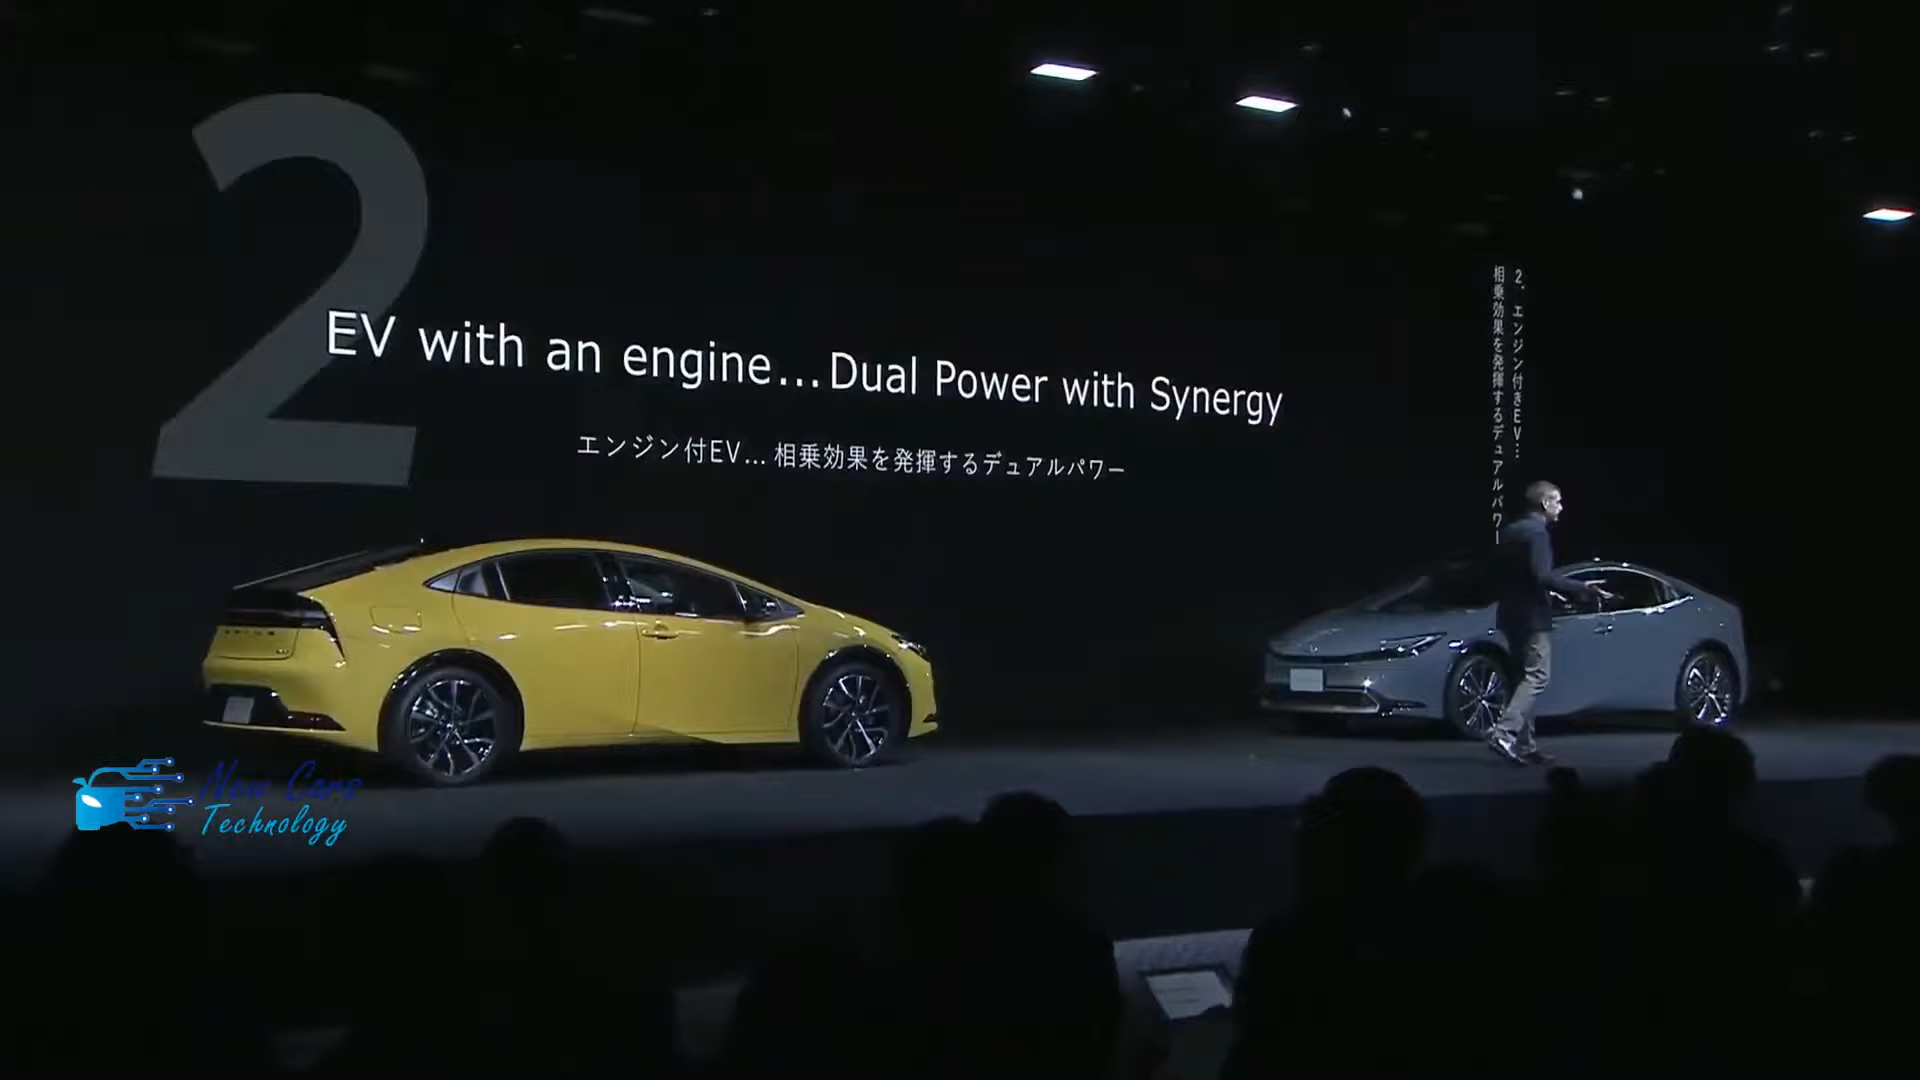 2
EV with an engine...Dual Power with Synergy
エンジン付EV... 相乗効果を発揮するデュアルパワー
2. エンジン付きEV...
相乗効果を発揮するデュアルパワー
PRIUS
New Cars
Technology